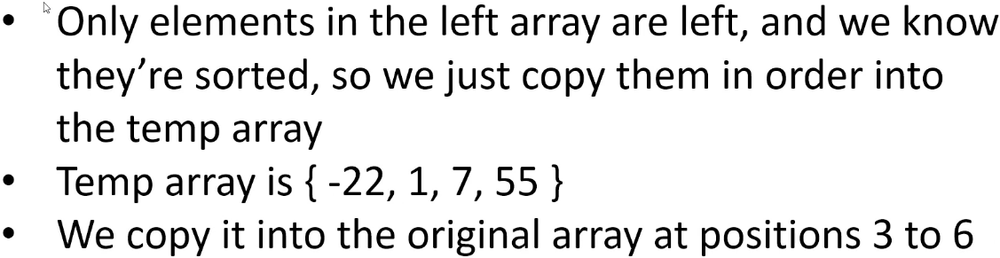 • Only elements in the left array are left, and we know
they’re sorted, so we just copy them in order into
the temp array
• Temp array is { -22, 1, 7, 55 }
• We copy it into the original array at positions 3 to 6